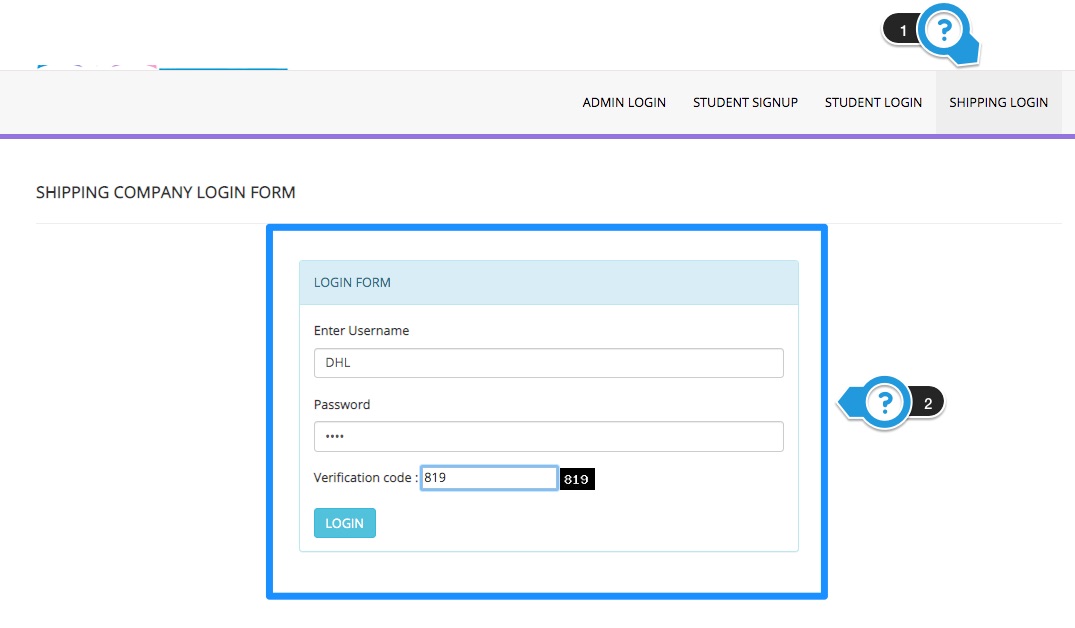 1 ?
ADMIN LOGIN STUDENT SIGNUP STUDENT LOGIN SHIPPING LOGIN
SHIPPING COMPANY LOGIN FORM
LOGIN FORM
Enter Username
DHL
Password
••••
? 2
Verification code : 819 819
LOGIN